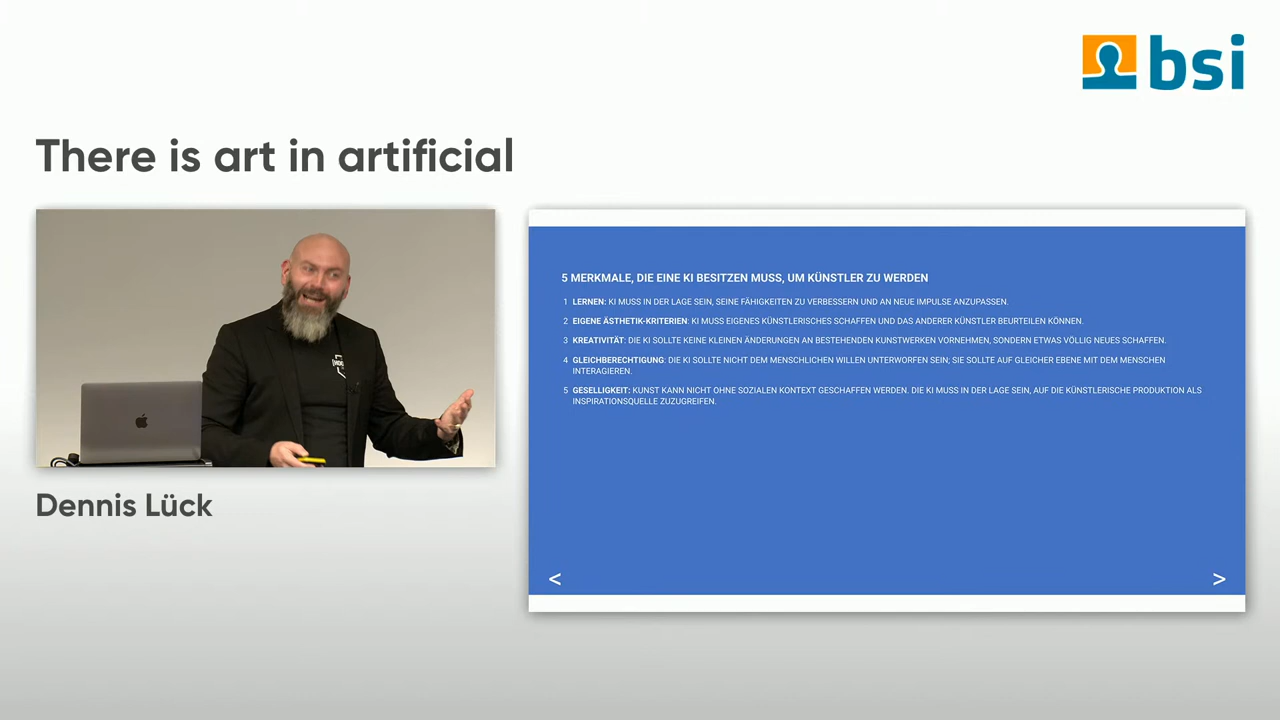 bsi
There is art in artificial
5 MERKMALE, DIE EINE KI BESITZEN MUSS, UM KÜNSTLER ZU WERDEN
1 LERNEN: KI MUSS IN DER LAGE SEIN, SEINE FÄHIGKEITEN ZU VERBESSERN UND AN NEUE IMPULSE ANZUPASSEN.
2 EIGENE ÄSTHETIK-KRITERIEN: KI MUSS EIGENES KÜNSTLERISCHES SCHAFFEN UND DAS ANDERER KÜNSTLER BEURTEILEN KÖNNEN.
3 KREATIVITÄT: DIE KI SOLLTE KEINE KLEINEN ÄNDERUNGEN AN BESTEHENDEN KUNSTWERKEN VORNEHMEN, SONDERN ETWAS VÖLLIG NEUES SCHAFFEN.
4 GLEICHBERECHTIGUNG: DIE KI SOLLTE NICHT DEM MENSCHLICHEN WILLEN UNTERWORFEN SEIN; SIE SOLLTE AUF GLEICHER EBENE MIT DEM MENSCHEN
INTERAGIEREN.
5 GESELLIGKEIT: KUNST KANN NICHT OHNE SOZIALEN KONTEXT GESCHAFFEN WERDEN. DIE KI MUSS IN DER LAGE SEIN, AUF DIE KÜNSTLERISCHE PRODUKTION ALS
INSPIRATIONSQUELLE ZUZUGREIFEN.
< >
Dennis Lück